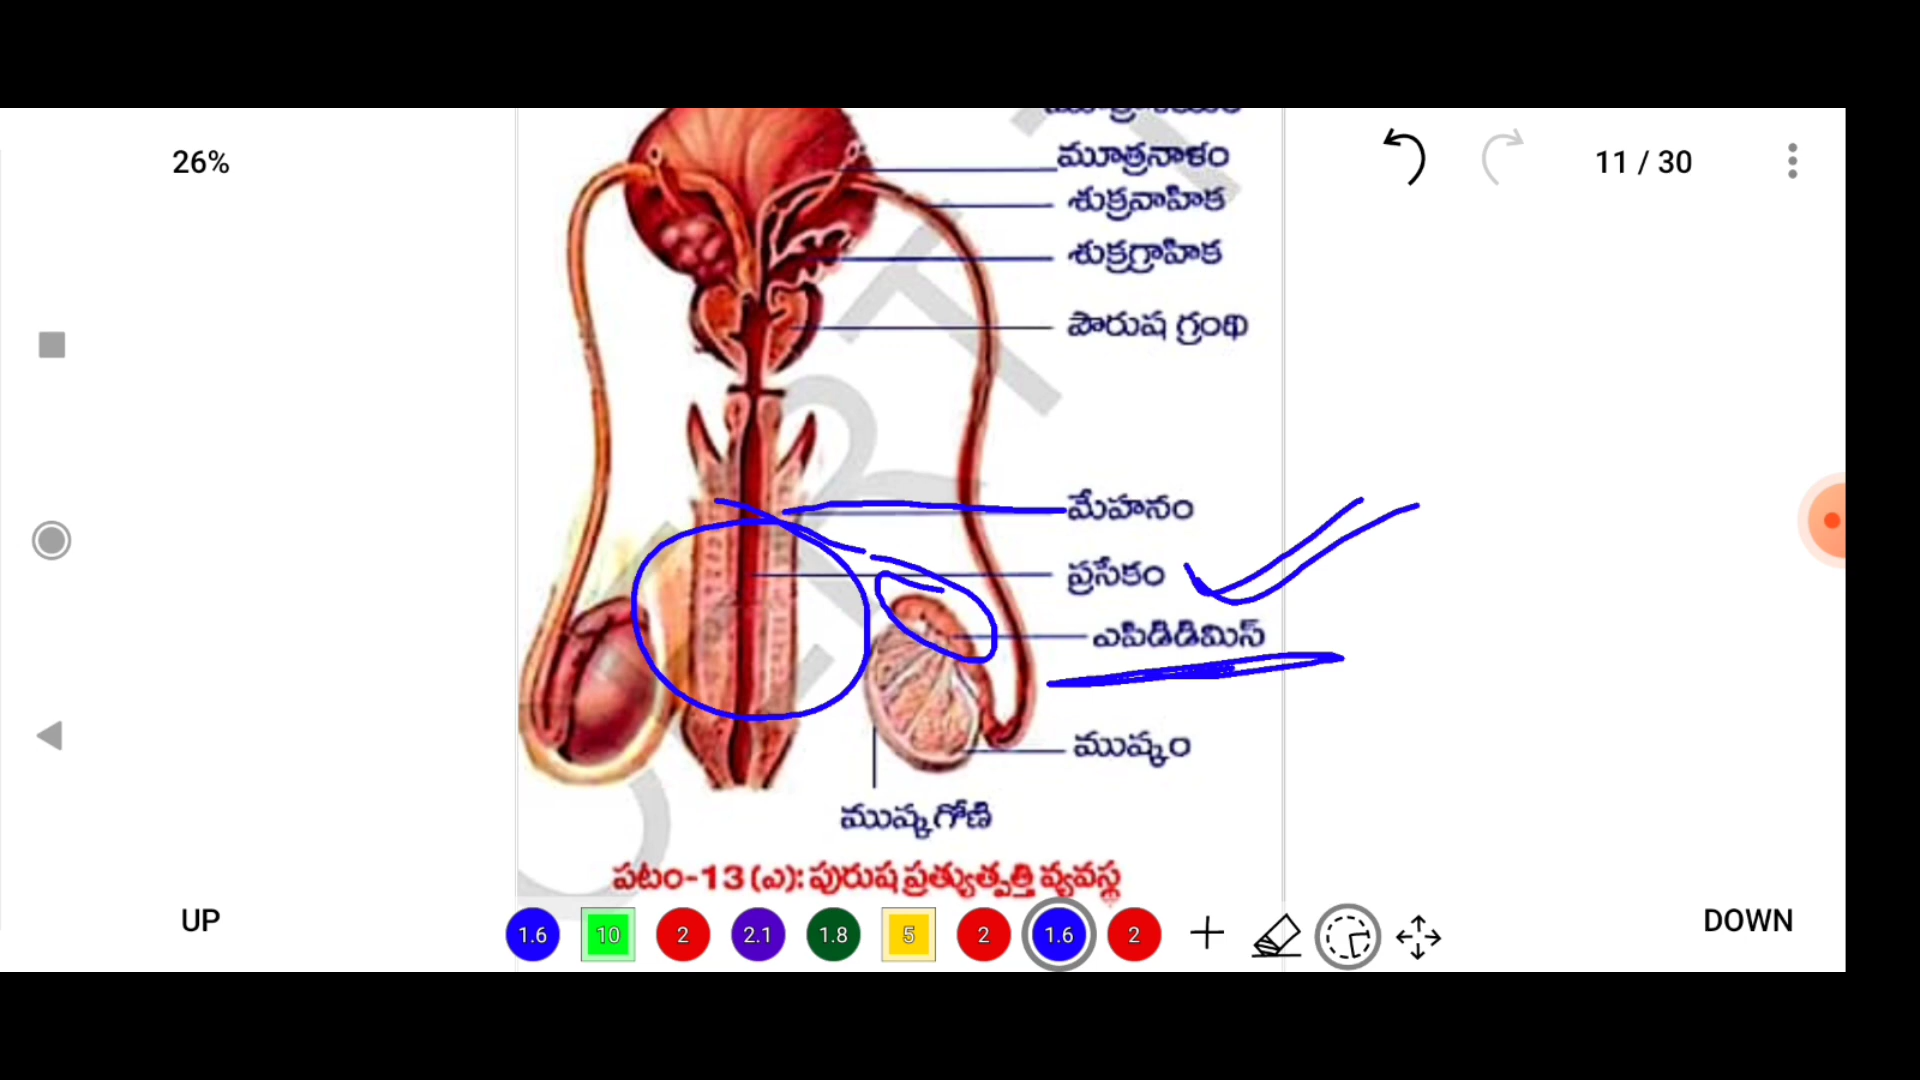 26%
11 / 30
మూత్రనాళం
శుక్రవాహిక
శుక్రగ్రాహిక
పౌరుష గ్రంథి
మేహనం
ప్రసేకం
ఎపిడిడిమిస్
ముష్కం
ముష్కగోణి
పటం-13 (ఎ): పురుష ప్రత్యుత్పత్తి వ్యవస్థ
UP
1.6 10 2 2.1 1.8 5 2 1.6 2
DOWN